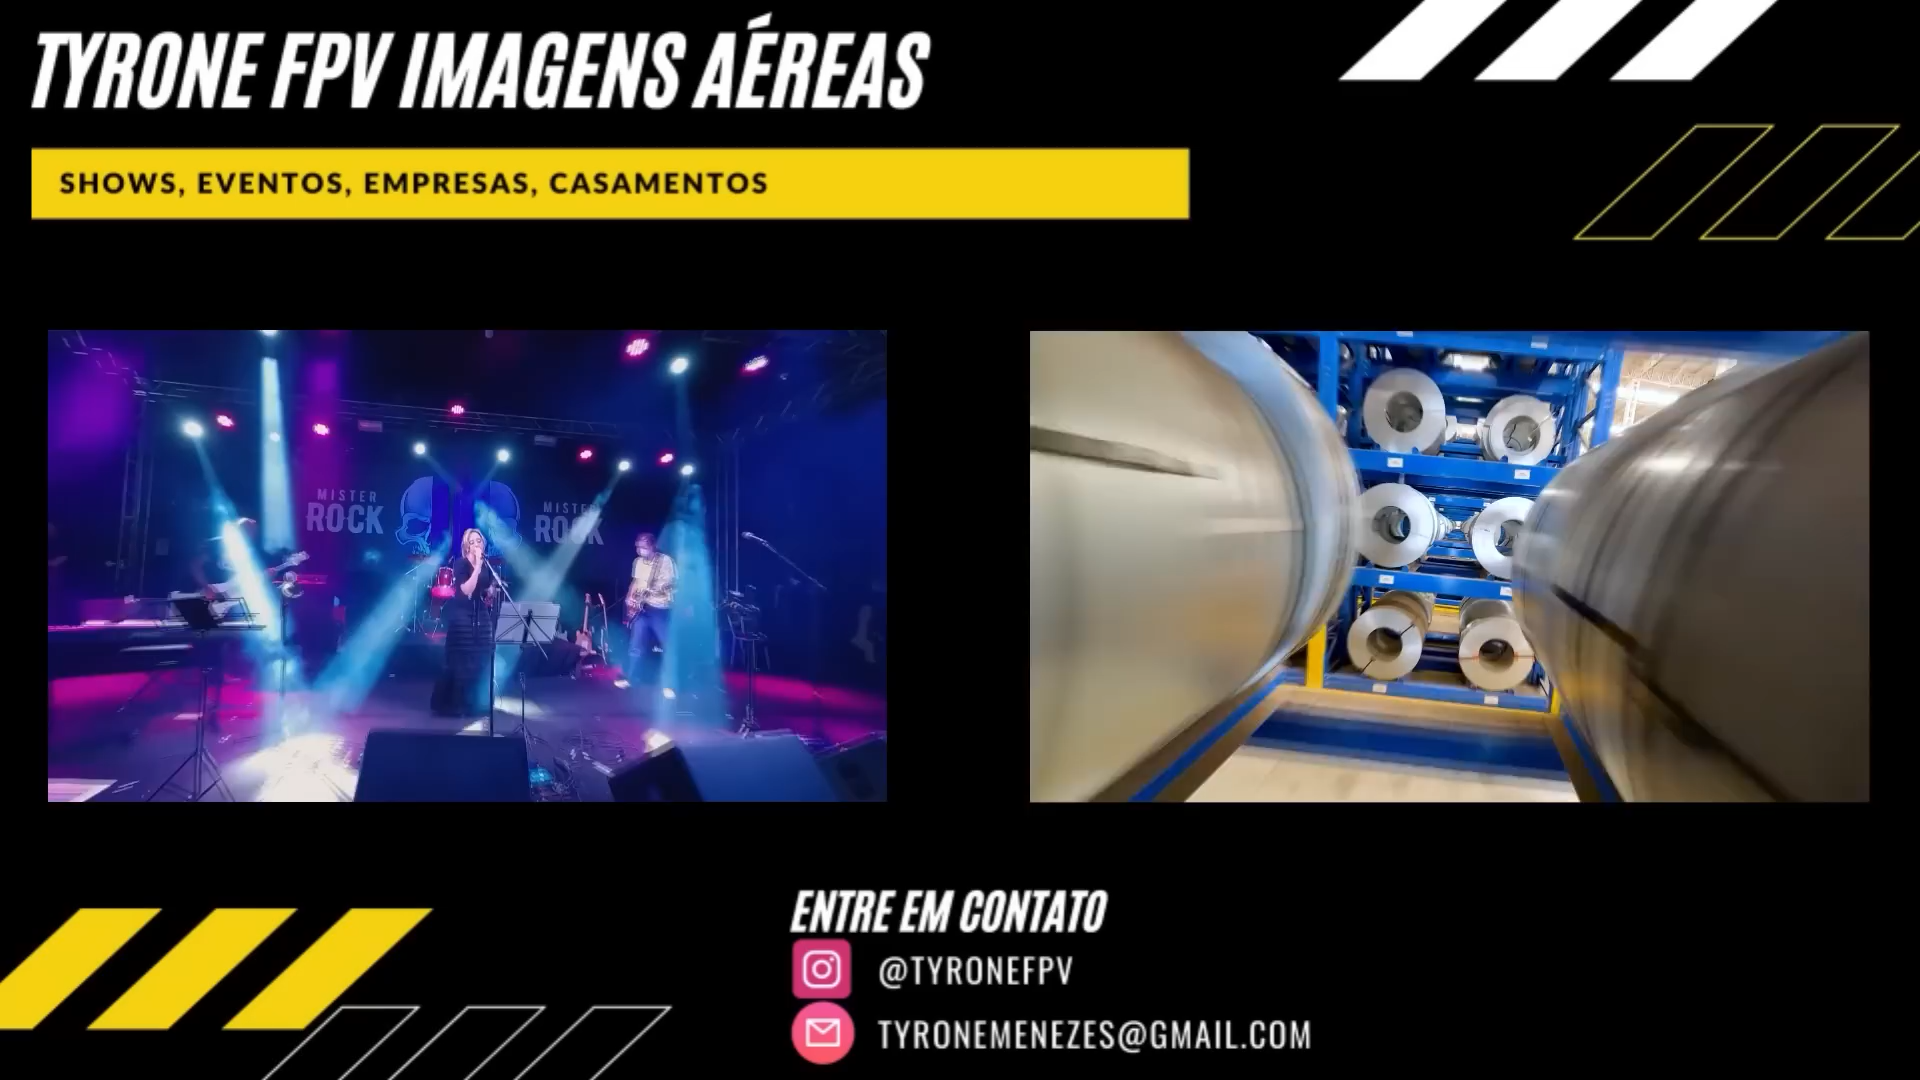 TYRONE FPV IMAGENS AÉREAS
SHOWS, EVENTOS, EMPRESAS, CASAMENTOS
MISTER
ROCK
MISTER
ROCK
ENTRE EM CONTATO
@TYRONEFPV
TYRONEMENEZES@GMAIL.COM